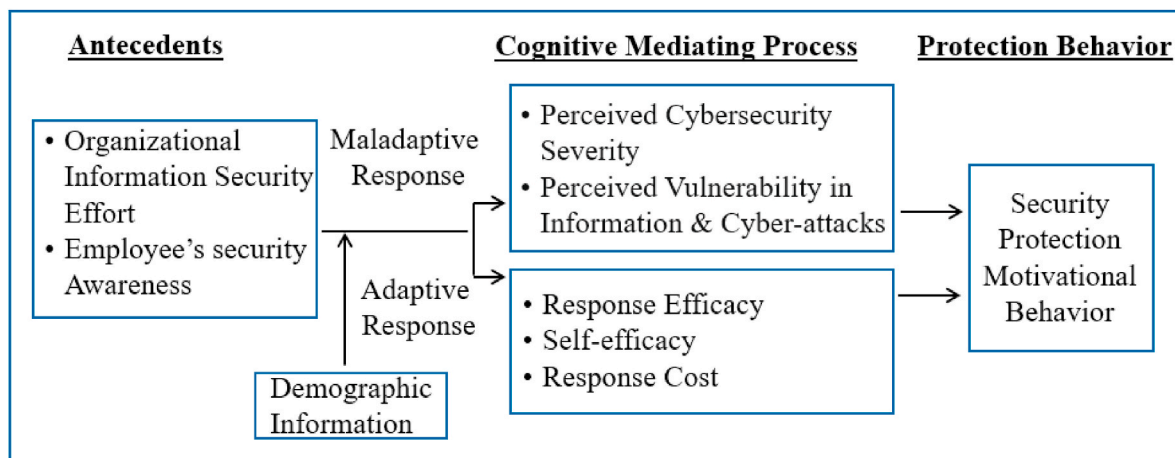 Antecedents
Cognitive Mediating Process
Protection Behavior
• Organizational
Information Security
Effort
• Employee’s security
Awareness
Maladaptive
Response
Adaptive
Response
Demographic
Information
• Perceived Cybersecurity
Severity
• Perceived Vulnerability in
Information & Cyber-attacks
• Response Efficacy
• Self-efficacy
• Response Cost
Security
Protection
Motivational
Behavior